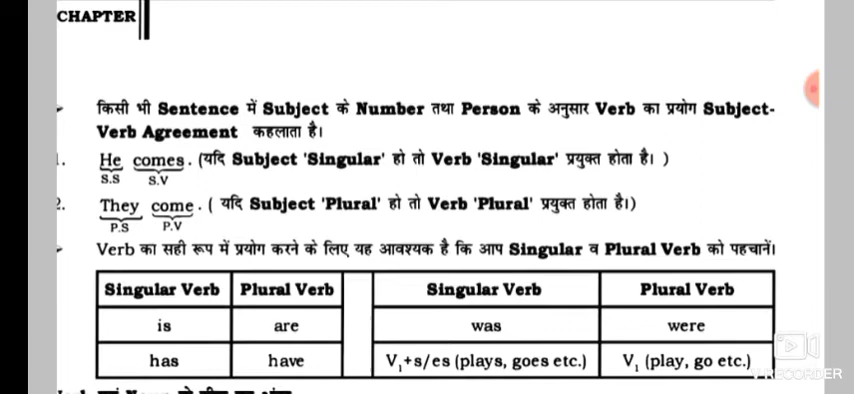 CHAPTER
किसी भी Sentence में Subject के Number तथा Person के अनुसार Verb का प्रयोग Subject-
Verb Agreement कहलाता है।
1. He comes. (यदि Subject 'Singular' हो तो Verb 'Singular' प्रयुक्त होता है। )
S.S S.V
2. They come. ( यदि Subject 'Plural' हो तो Verb 'Plural' प्रयुक्त होता है।)
P.S P.V
Verb का सही रूप में प्रयोग करने के लिए यह आवश्यक है कि आप Singular व Plural Verb को पहचानें।
Singular Verb Plural Verb Singular Verb Plural Verb
is are was were
has have V₁+s/es (plays, goes etc.) V₁ (play, go etc.)
V-RECORDER